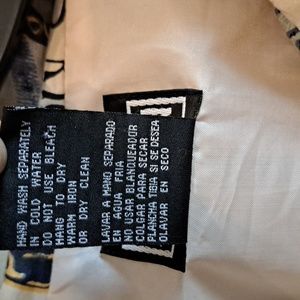 HAND WASH SEPARATELY
IN COLD WATER
DO NOT USE BLEACH
HANG TO DRY
WARM IRON
OR DRY CLEAN
LAVAR A MANO SEPARADO
EN AGUA FRIA
NO USAR BLANQUEADOR
COLGAR PARA SECAR
PLANCHA TIBIA SI SE DESEA
OLAVAR EN SECO